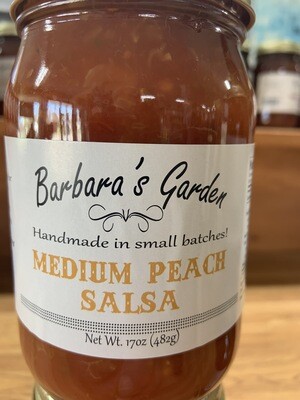 Barbara's Garden
Handmade in small batches!
MEDIUM PEACH
SALSA
Net Wt. 17oz (482g)